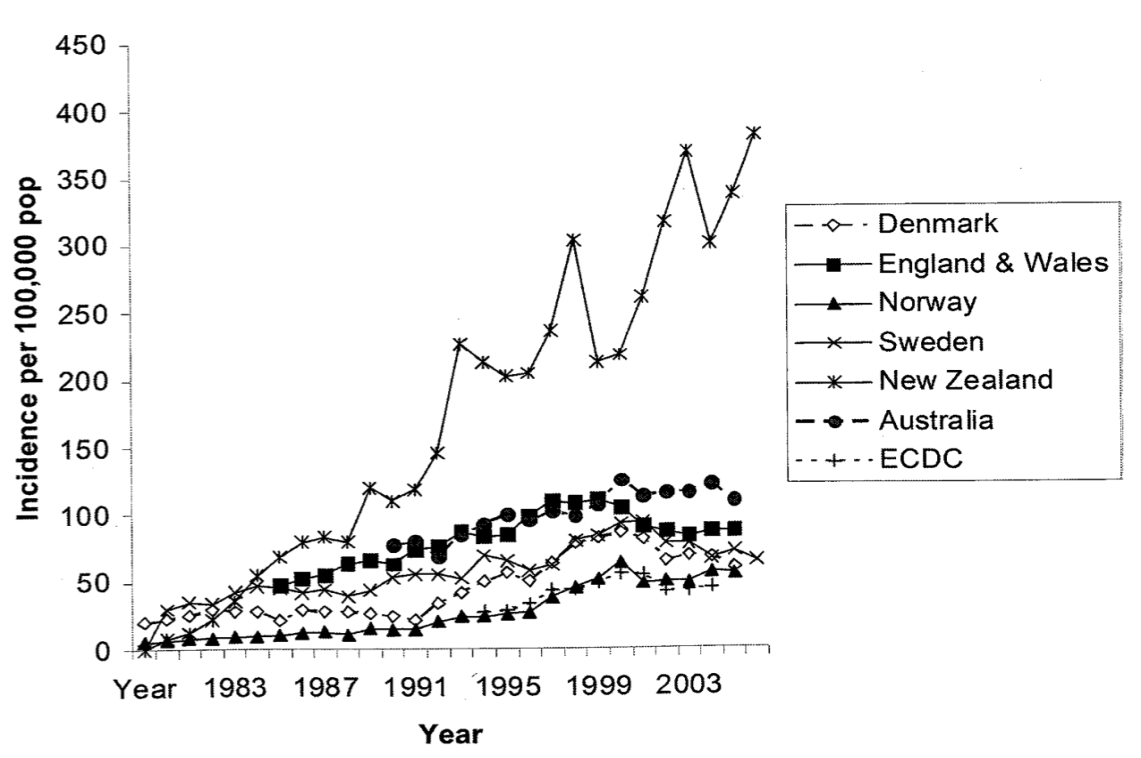 450
400
350
300
250
200
150
100
50
0
Incidence per 100,000 pop
Year 1983 1987 1991 1995 1999 2003
Year
Denmark
England & Wales
Norway
Sweden
New Zealand
Australia
ECDC